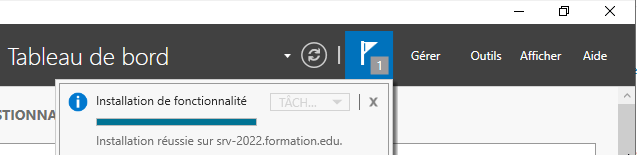 Tableau de bord
1
Gérer Outils Afficher Aide
Installation de fonctionnalité
TÂCH...
X
STIONNA
Installation réussie sur srv-2022.formation.edu.